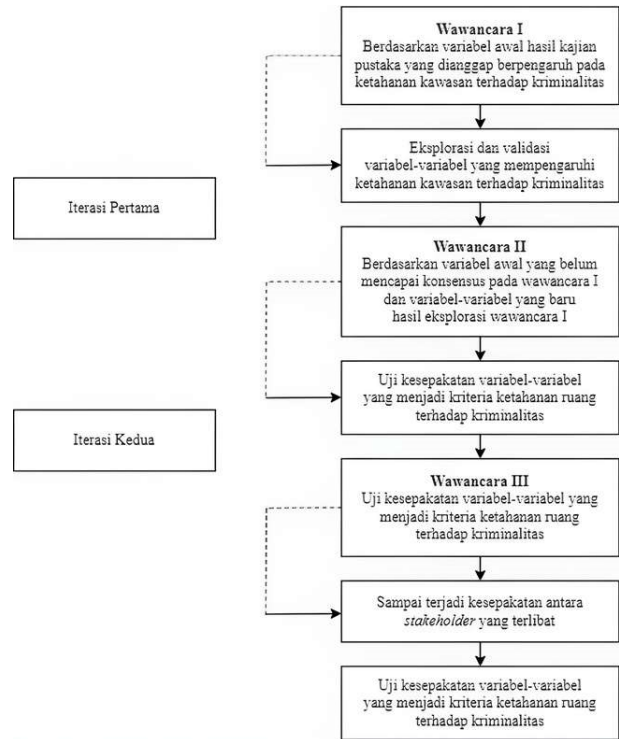 Wawancara I
Berdasarkan variabel awal hasil kajian
pustaka yang dianggap berpengaruh pada
ketahanan kawasan terhadap kriminalitas
Eksplorasi dan validasi
variabel-variabel yang mempengaruhi
ketahanan kawasan terhadap kriminalitas
Iterasi Pertama
Wawancara II
Berdasarkan variabel awal yang belum
mencapai konsensus pada wawancara I
dan variabel-variabel yang baru
hasil eksplorasi wawancara I
Uji kesepakatan variabel-variabel
yang menjadi kriteria ketahanan ruang
terhadap kriminalitas
Iterasi Kedua
Wawancara III
Uji kesepakatan variabel-variabel yang
menjadi kriteria ketahanan ruang
terhadap kriminalitas
Sampai terjadi kesepakatan antara
stakeholder yang terlibat
Uji kesepakatan variabel-variabel
yang menjadi kriteria ketahanan ruang
terhadap kriminalitas